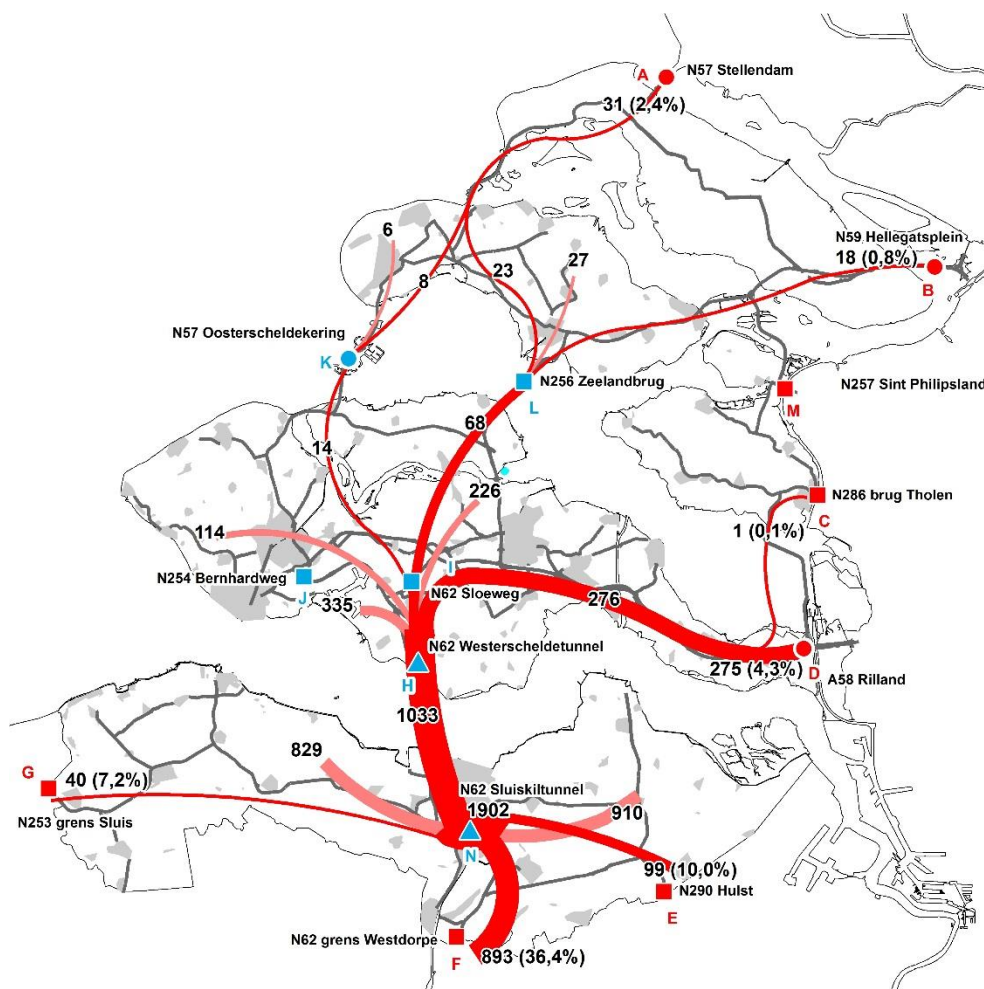 A
N57 Stellendam
31 (2,4%)
6
N59 Hellegatsplein
18 (0,8%)
B
27
23
8
N57 Oosterscheldekering
K
N256 Zeelandbrug
L
N257 Sint Philipsland
M
68
14
226
N286 brug Tholen
C
1 (0,1%)
114
N254 Bernhardweg
J
I
N62 Sloeweg
335
276
N62 Westerscheldetunnel
H
275 (4,3%)
D
A58 Rilland
1033
829
G
40 (7,2%)
N253 grens Sluis
N62 Sluiskiltunnel
1902
910
N
99 (10,0%)
N290 Hulst
E
N62 grens Westdorpe
F
893 (36,4%)